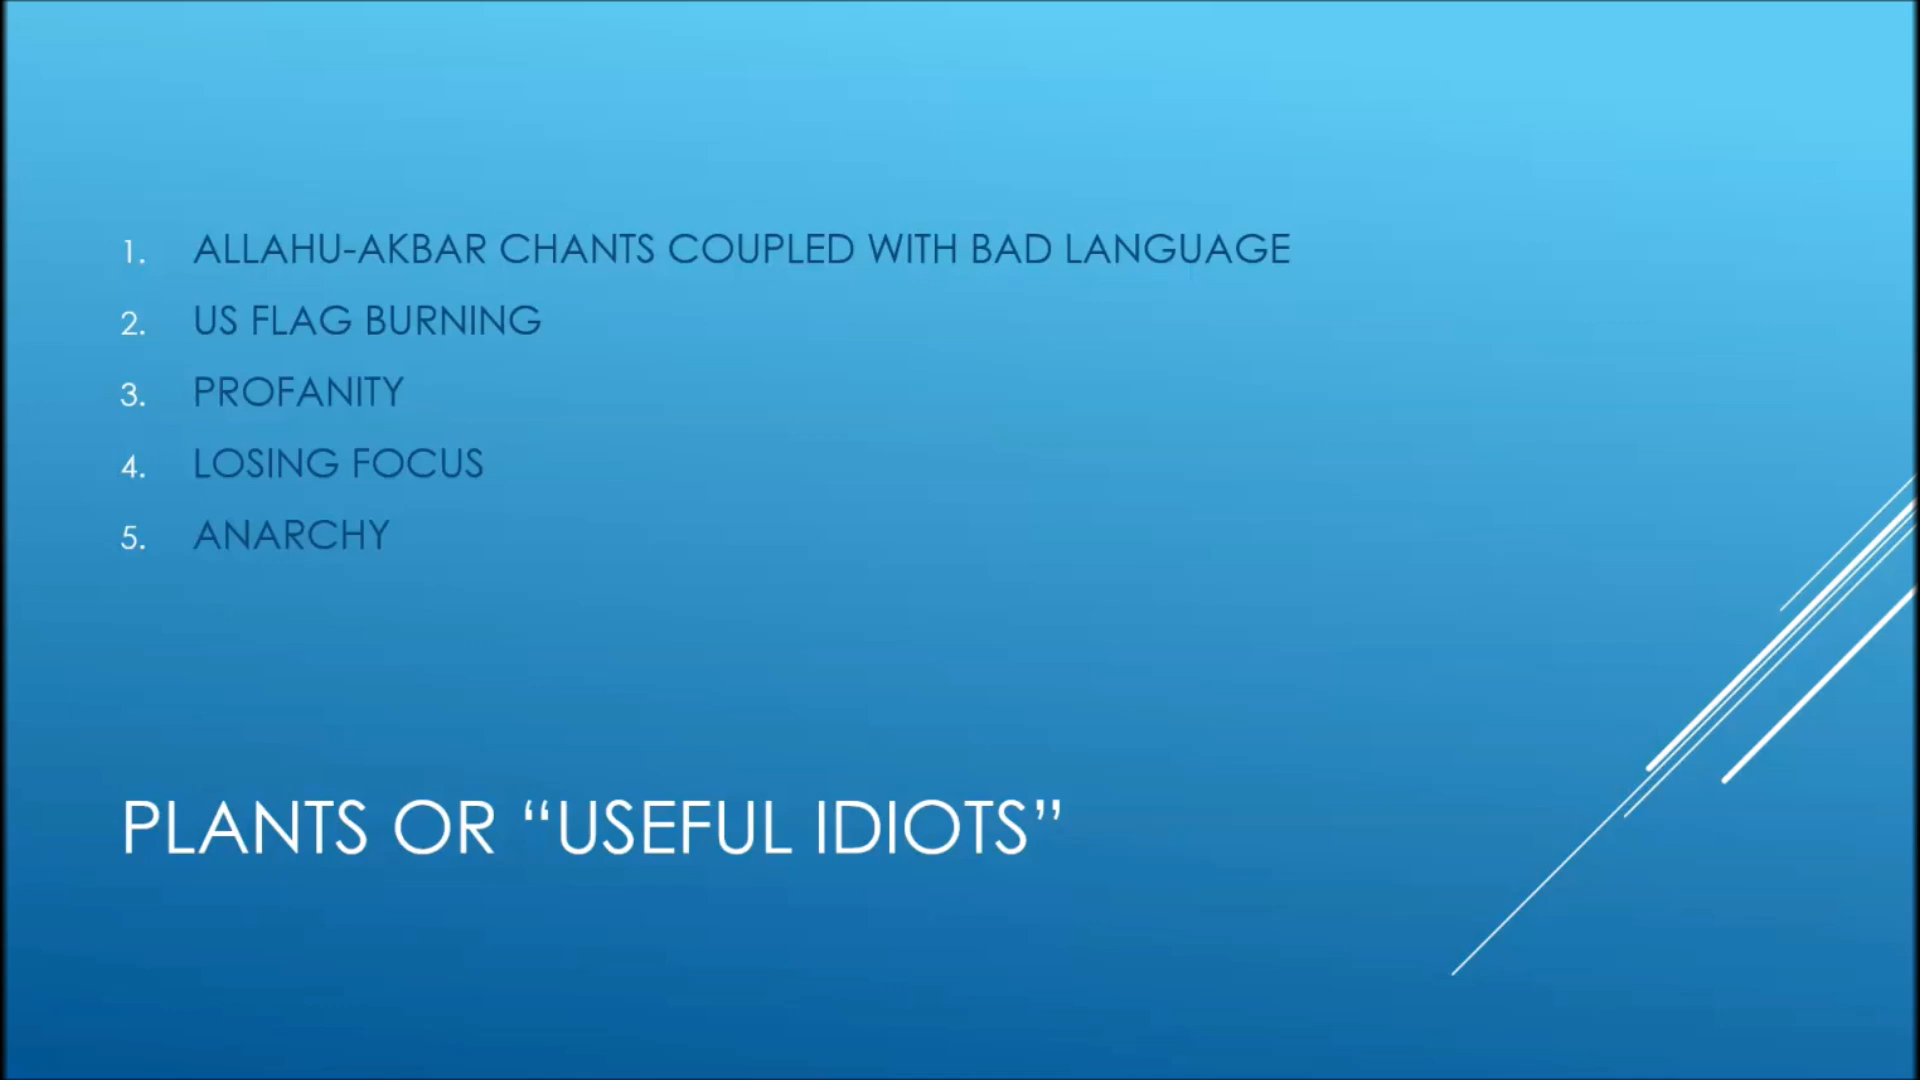 1. ALLAHU-AKBAR CHANTS COUPLED WITH BAD LANGUAGE
2. US FLAG BURNING
3. PROFANITY
4. LOSING FOCUS
5. ANARCHY
PLANTS OR “USEFUL IDIOTS”